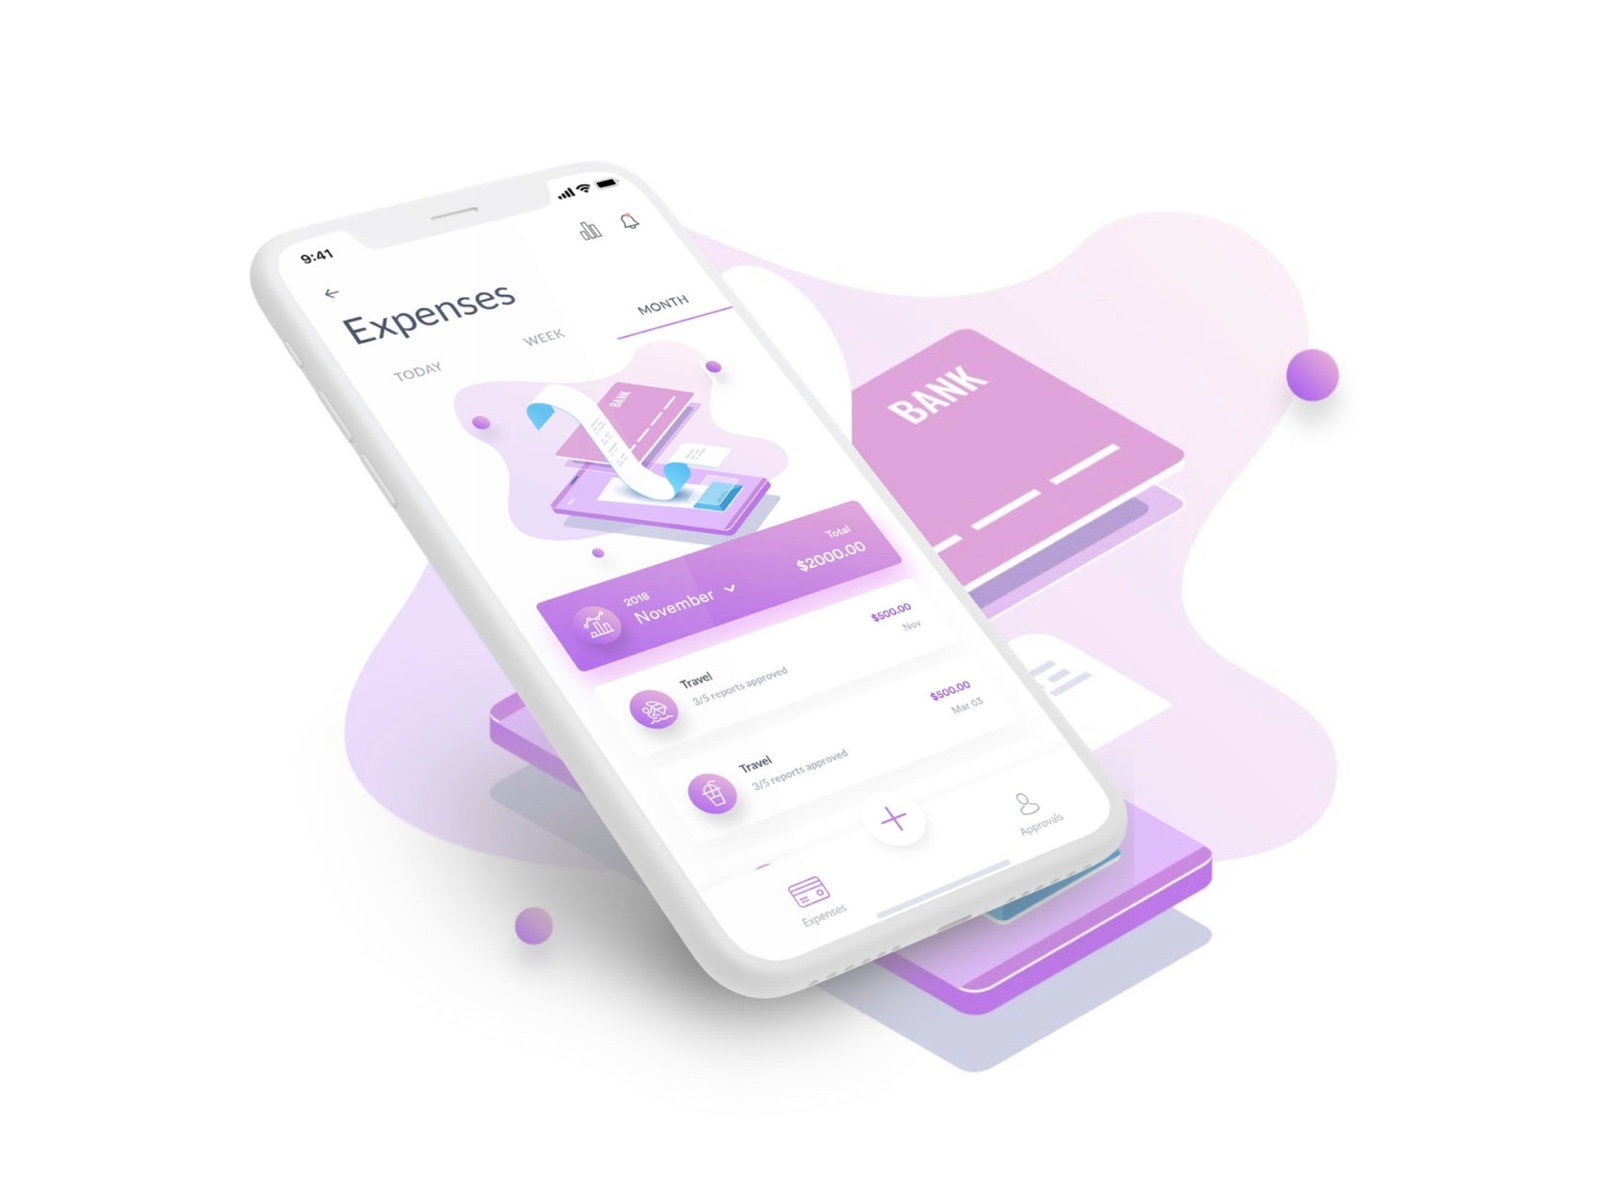 9:41
Expenses
TODAY
WEEK
MONTH
BANK
2018
November
Total
$2000.00
Travel
3/5 reports approved
$500.00
Nov
Travel
3/5 reports approved
$500.00
Mar 03
Expenses
Approvals
BANK